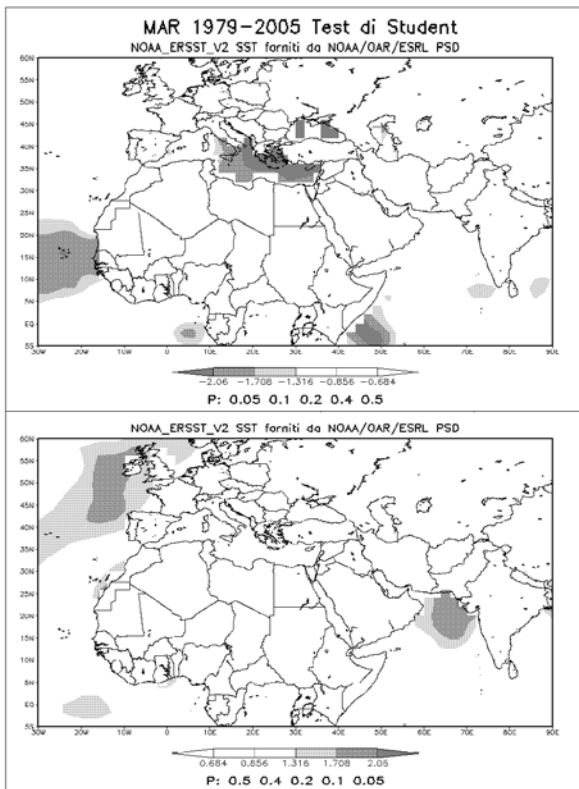 MAR 1979-2005 Test di Student
NOAA_ERSST_V2 SST forniti da NOAA/OAR/ESRL PSD
60N
55N
50N
45N
40N
35N
30N
25N
20N
15N
10N
5N
EQ
5S
30W 20W 10W 0 10E 20E 30E 40E 50E 60E 70E 80E 90E
-2.06 -1.708 -1.316 -0.856 -0.684
P: 0.05 0.1 0.2 0.4 0.5
NOAA_ERSST_V2 SST forniti da NOAA/OAR/ESRL PSD
60N
55N
50N
45N
40N
35N
30N
25N
20N
15N
10N
5N
EQ
5S
30W 20W 10W 0 10E 20E 30E 40E 50E 60E 70E 80E 90E
0.684 0.856 1.316 1.708 2.05
P: 0.5 0.4 0.2 0.1 0.05